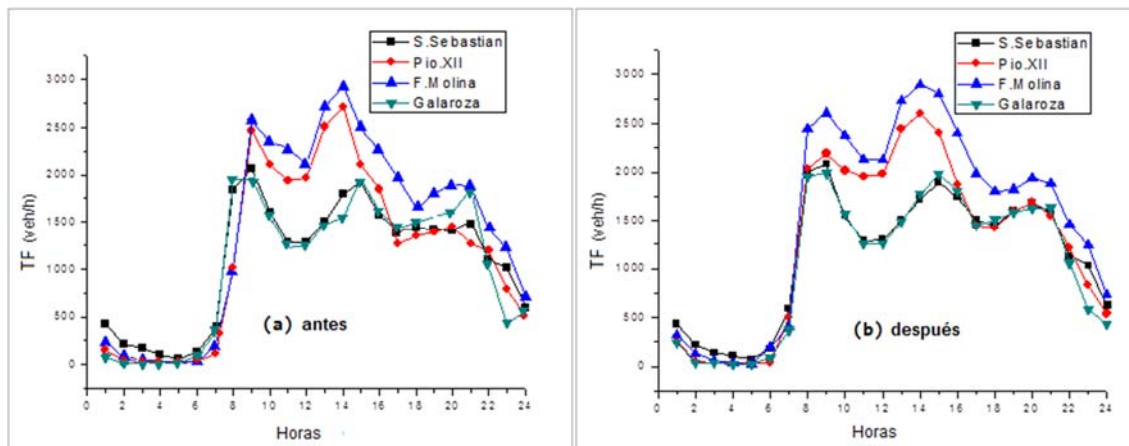 S.Sebastian
Pio.XII
F.Molina
Galaroza
3000
2500
2000
1500
1000
500
0
TF (veh/h)
(a) antes
0 2 4 6 8 10 12 14 16 18 20 22 24
Horas
S.Sebastian
Pio.XII
F.Molina
Galaroza
3000
2500
2000
1500
1000
500
0
TF (veh/h)
(b) después
0 2 4 6 8 10 12 14 16 18 20 22 24
Horas